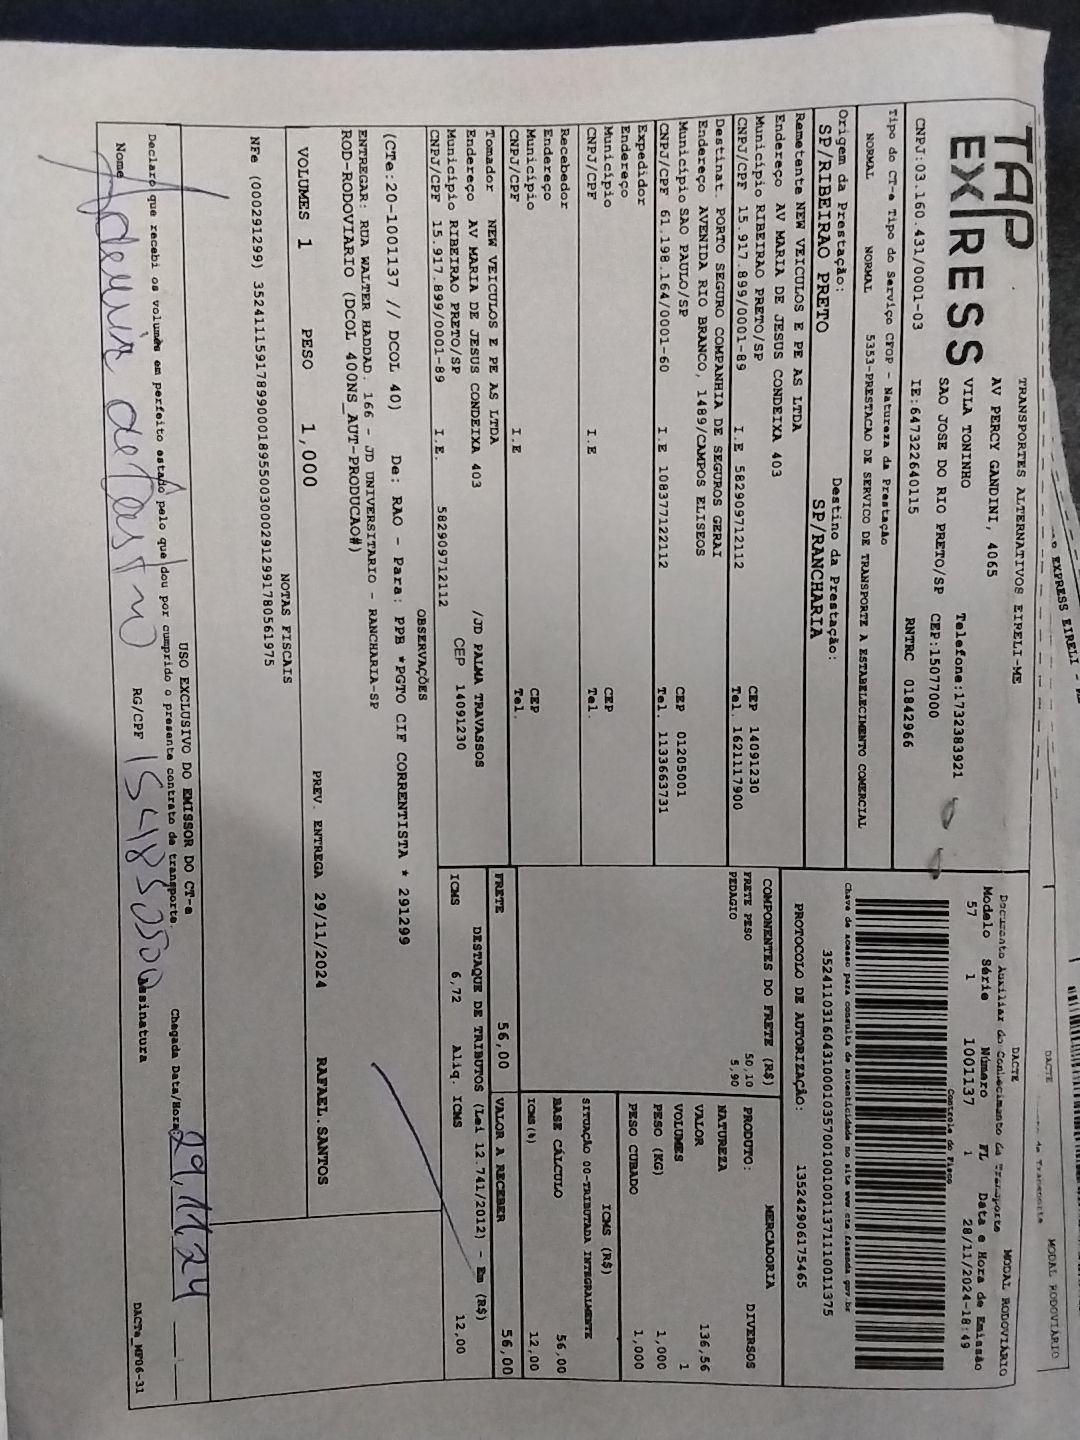 TAP
EXPRESS
TRANSPORTES ALTERNATIVOS EIRELI-ME
AV PERCY GANDINI, 4065
VILA TONINHO
SAO JOSE DO RIO PRETO/SP
Telefone:1732383921
CEP:15077000
CNPJ:03.160.431/0001-03 IE:647322640115 RNTRC 01842966
Tipo do CT-e Tipo do Serviço CFOP - Natureza da Prestação
NORMAL NORMAL 5353-PRESTACAO DE SERVICO DE TRANSPORTE A ESTABELECIMENTO COMERCIAL
Origem da Prestação: Destino da Prestação:
SP/RIBEIRAO PRETO SP/RANCHARIA
Remetente NEW VEICULOS E PE AS LTDA
Endereço AV MARIA DE JESUS CONDEIXA 403
Município RIBEIRAO PRETO/SP CEP 14091230
CNPJ/CPF 15.917.899/0001-89 I.E 582909712112 Tel. 1621117900
Destinat. PORTO SEGURO COMPANHIA DE SEGUROS GERAI
Endereço AVENIDA RIO BRANCO, 1489/CAMPOS ELISEOS
Município SAO PAULO/SP CEP 01205001
CNPJ/CPF 61.198.164/0001-60 I.E 108377122112 Tel. 1133663731
Expedidor
Endereço
Município CEP
CNPJ/CPF I.E Tel.
Recebedor
Endereço
Município CEP
CNPJ/CPF I.E Tel.
Tomador NEW VEICULOS E PE AS LTDA
Endereço AV MARIA DE JESUS CONDEIXA 403 /JD PALMA TRAVASSOS
Município RIBEIRAO PRETO/SP CEP 14091230
CNPJ/CPF 15.917.899/0001-89 I.E. 582909712112
DACTE MODAL RODOVIÁRIO
Documento Auxiliar do Conhecimento de Transporte
Modelo Série Número FL Data e Hora de Emissão
57 1 1001137 1 28/11/2024-18:49
Controle do Fisco
Chave de acesso para consulta de autenticidade no site www.cte.fazenda.gov.br
35241103160431000103570010010011371110011375
PROTOCOLO DE AUTORIZAÇÃO: 135242906175465
COMPONENTES DO FRETE (R$)
FRETE PESO 50,10
PEDAGIO 5,90
MERCADORIA
PRODUTO: DIVERSOS
NATUREZA
VALOR 136,56
VOLUMES 1
PESO (KG) 1,000
PESO CUBADO 1,000
ICMS (R$)
SITUAÇÃO 00-TRIBUTADA INTEGRALMENTE
BASE CÁLCULO 56,00
ICMS(%) 12,00
FRETE 56,00 VALOR A RECEBER 56,00
DESTAQUE DE TRIBUTOS (Lei 12.741/2012) - Em (R$)
ICMS 6,72 Aliq. ICMS 12,00
OBSERVAÇÕES
(CTe:20-1001137 // DCOL 40) De: RAO - Para: PPB *PGTO CIF CORRENTISTA * 291299
ENTREGAR: RUA WALTER HADDAD, 166 - JD UNIVERSITARIO - RANCHARIA-SP
ROD-RODOVIARIO (DCOL 400NS_AUT-PRODUCAO#)
VOLUMES 1 PESO 1,000 PREV. ENTREGA 29/11/2024 RAFAEL.SANTOS
NOTAS FISCAIS
NFe (000291299) 35241115917899000189550030002912991780561975
USO EXCLUSIVO DO EMISSOR DO CT-e
Declaro que recebi os volumes em perfeito estado pelo que dou por cumprido o presente contrato de transporte.
Chegada Data/Hora: 29,11,24
Nome Ademir de Castro RG/CPF Assinatura
DACTe_MP06-31